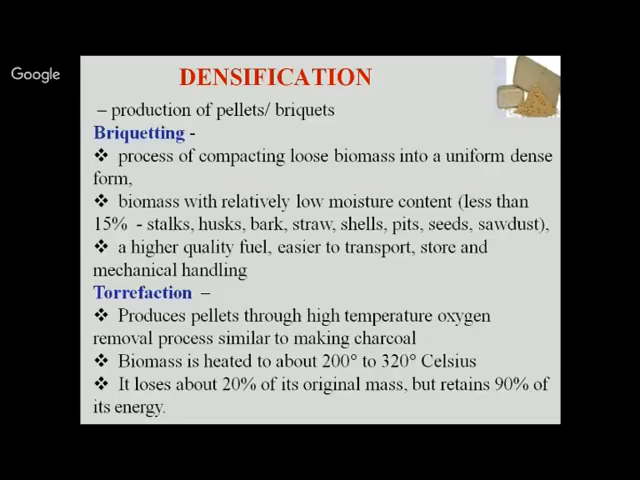 Google
DENSIFICATION
– production of pellets/ briquets
Briquetting -
❖ process of compacting loose biomass into a uniform dense
form,
❖ biomass with relatively low moisture content (less than
15% - stalks, husks, bark, straw, shells, pits, seeds, sawdust),
❖ a higher quality fuel, easier to transport, store and
mechanical handling
Torrefaction –
❖ Produces pellets through high temperature oxygen
removal process similar to making charcoal
❖ Biomass is heated to about 200° to 320° Celsius
❖ It loses about 20% of its original mass, but retains 90% of
its energy.